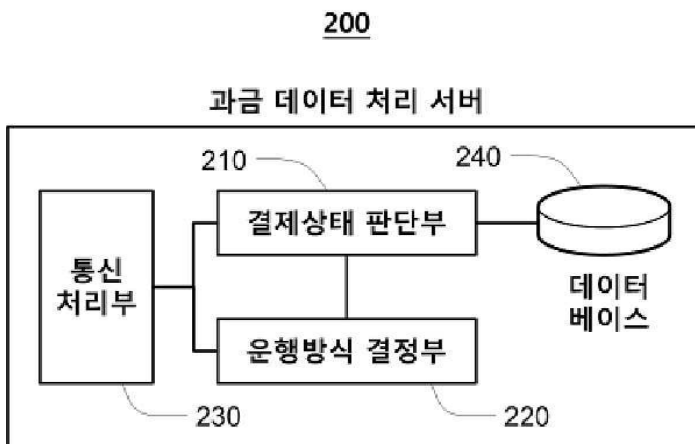 200
과금 데이터 처리 서버
210
240
결제상태 판단부
통신
처리부
데이터
베이스
운행방식 결정부
230
220